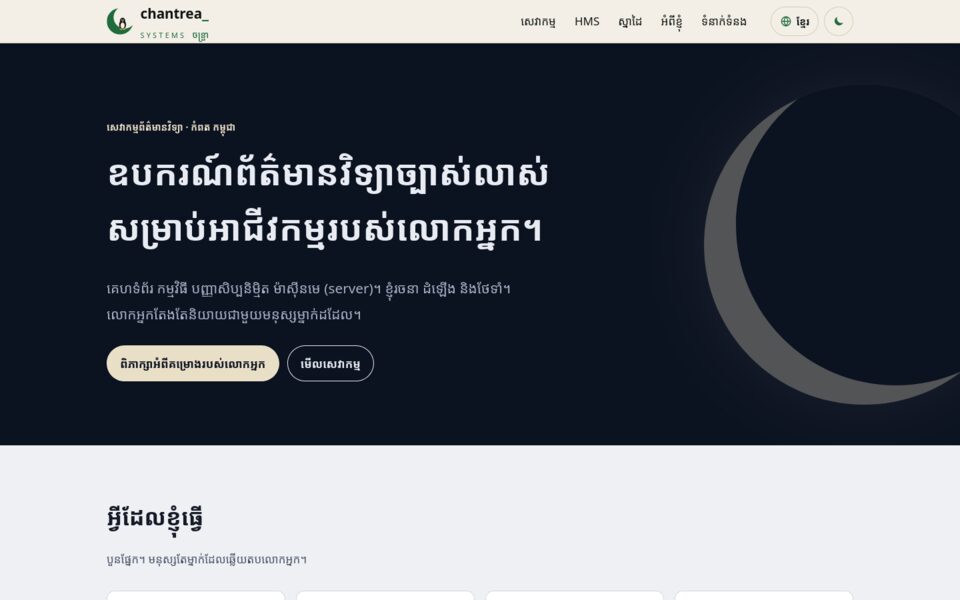 chantrea_
SYSTEMS ចន្ទ្រា
សេវាកម្ម HMS ស្នាដៃ អំពីខ្ញុំ ទំនាក់ទំនង ខ្មែរ
សេវាកម្មព័ត៌មានវិទ្យា · កំពត កម្ពុជា
ឧបករណ៍ព័ត៌មានវិទ្យាច្បាស់លាស់
សម្រាប់អាជីវកម្មរបស់លោកអ្នក។
គេហទំព័រ កម្មវិធី បញ្ញាសិប្បនិម្មិត ម៉ាស៊ីនមេ (server)។ ខ្ញុំរចនា ដំឡើង និងថែទាំ។
លោកអ្នកតែងតែនិយាយជាមួយមនុស្សម្នាក់ដដែល។
ពិភាក្សាអំពីគម្រោងរបស់លោកអ្នក មើលសេវាកម្ម
អ្វីដែលខ្ញុំធ្វើ
បួនផ្នែក។ មនុស្សតែម្នាក់ដែលឆ្លើយតបលោកអ្នក។